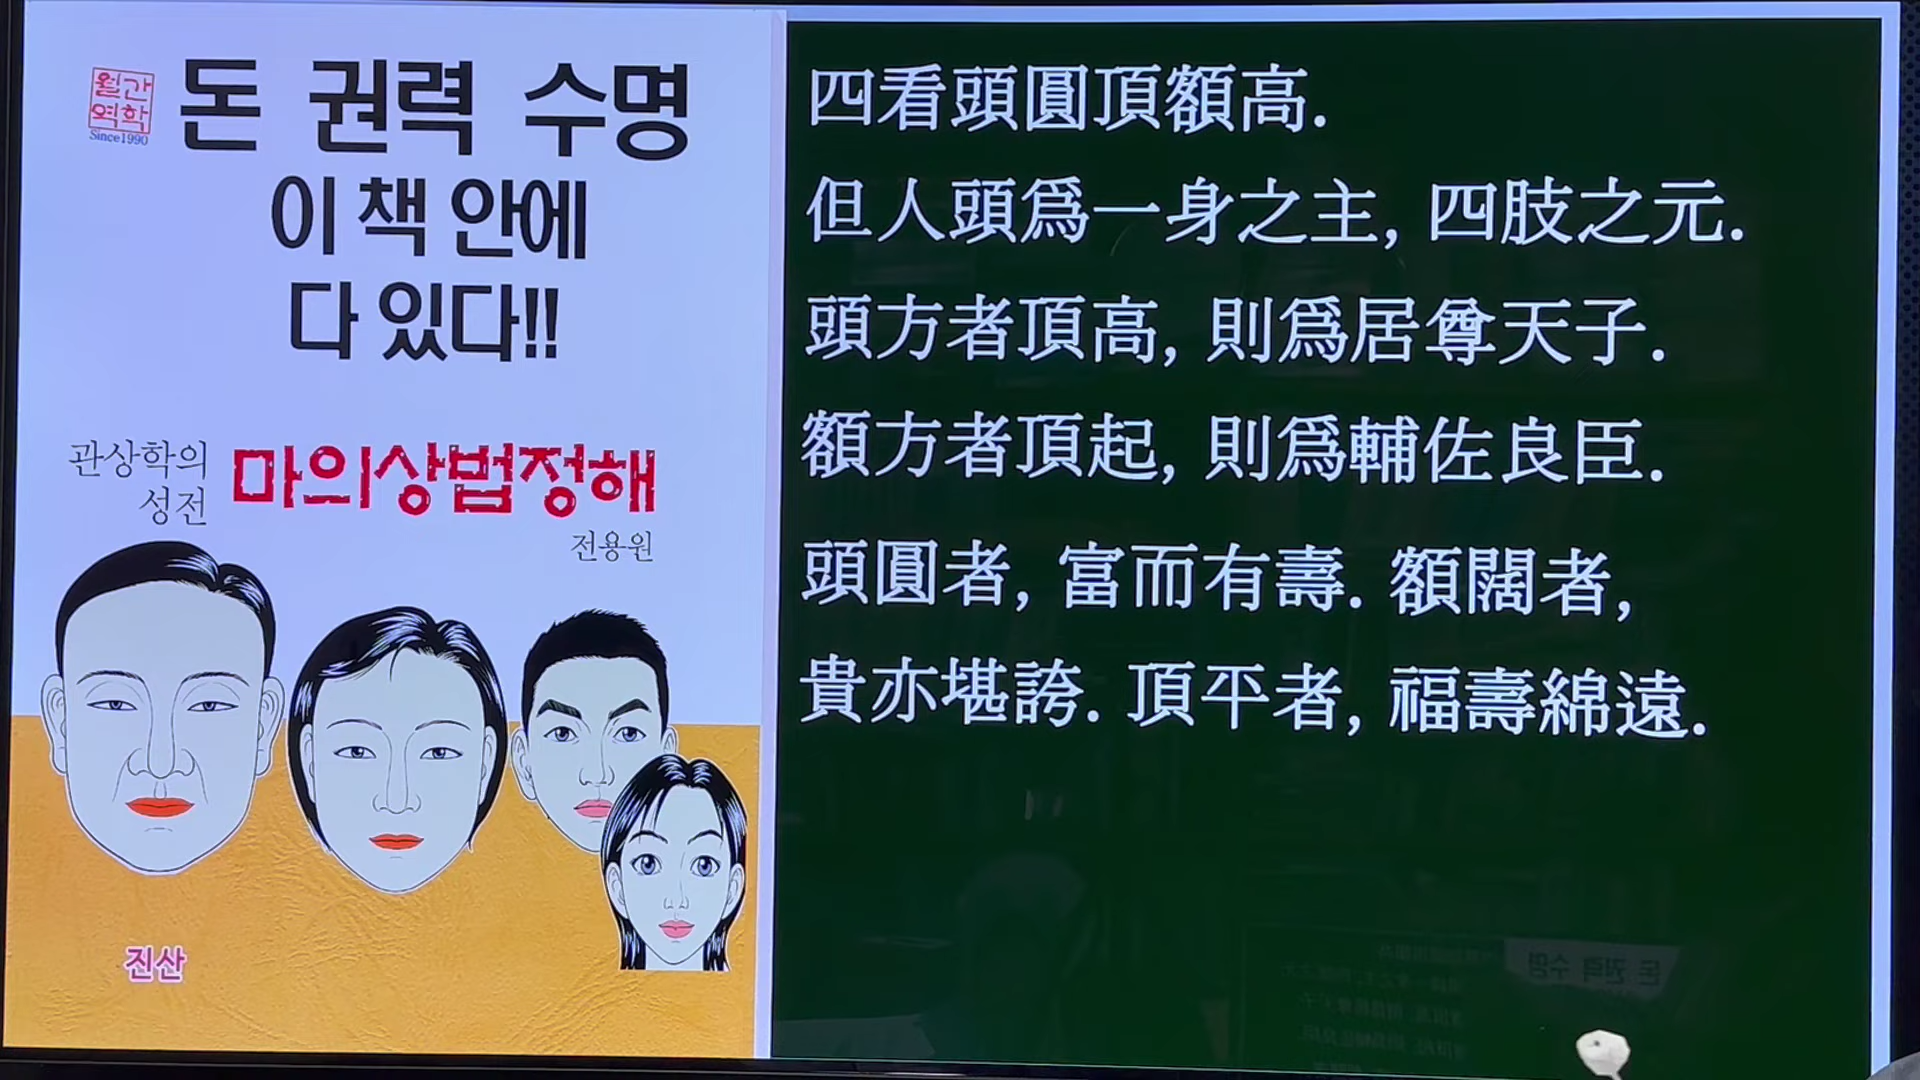 월간
역학
Since1990
돈 권력 수명
이 책 안에
다 있다!!
관상학의
성전
마의상법정해
전용원
진산
四看頭圓頂額高.
但人頭爲一身之主, 四肢之元.
頭方者頂高, 則爲居尊天子.
額方者頂起, 則爲輔佐良臣.
頭圓者, 富而有壽. 額闊者,
貴亦堪誇. 頂平者, 福壽綿遠.
돈 권력 수명